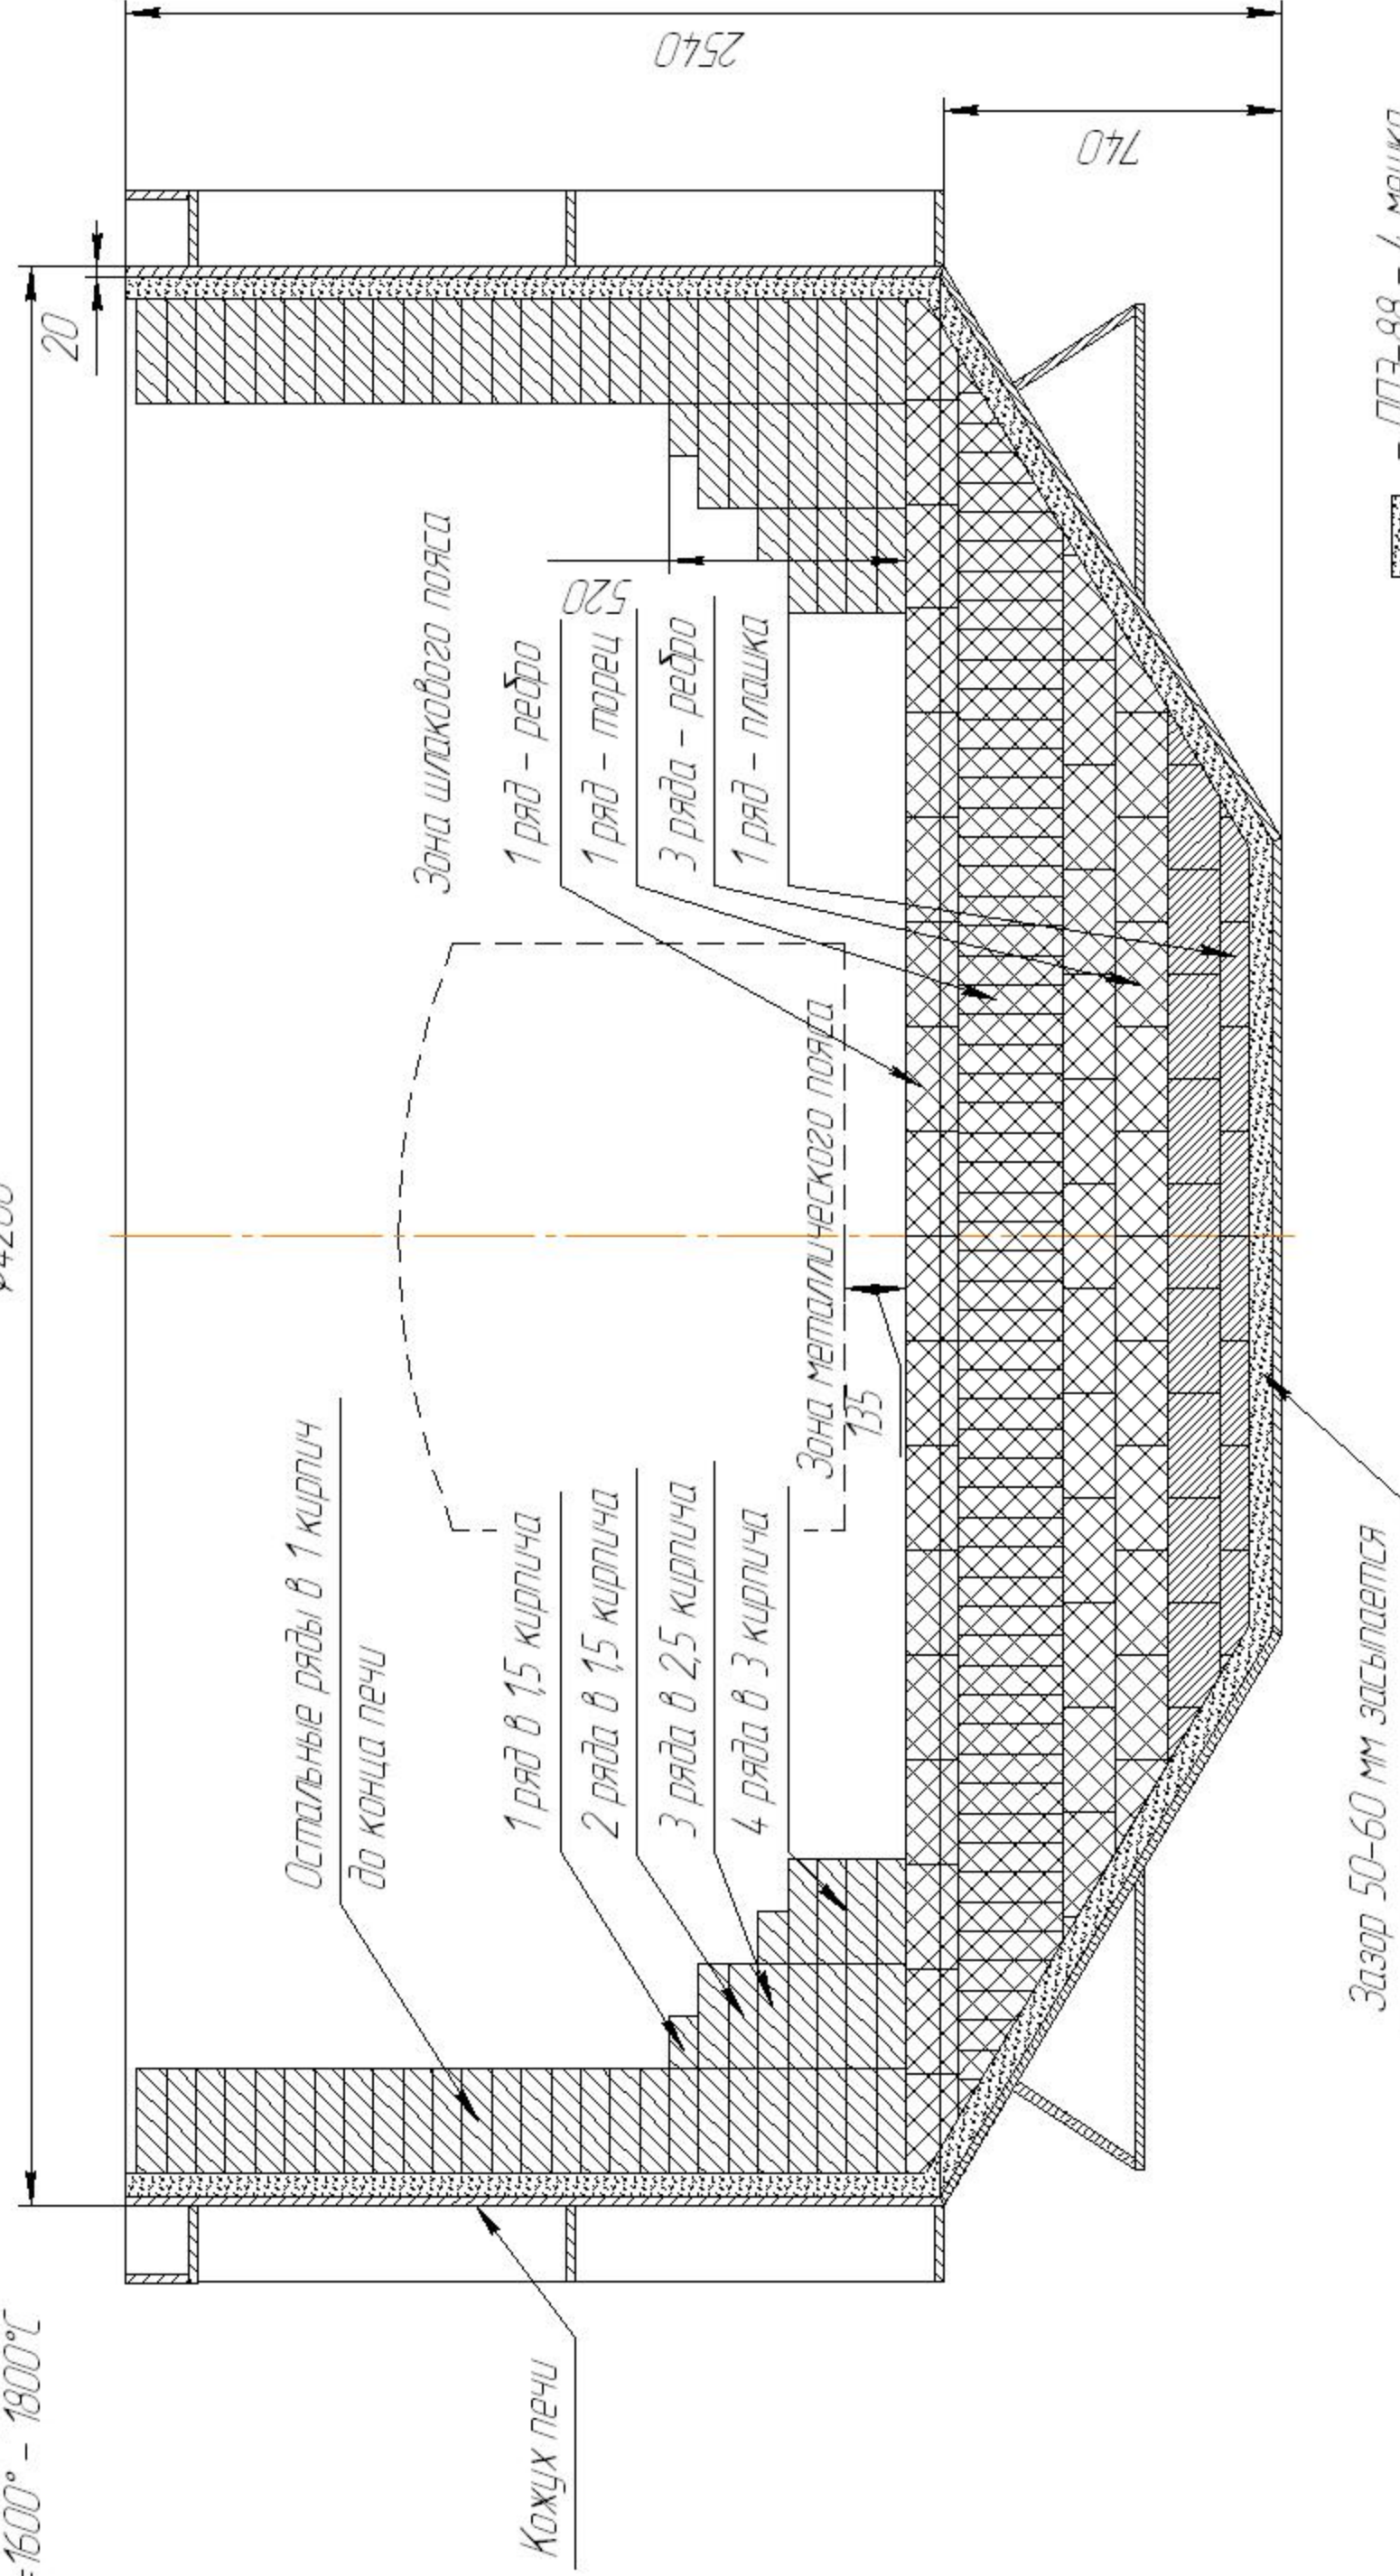 =1600° - 1800°C
20
2540
740
Остальные ряды в 1 кирпич
до конца печи
Зона шлакового пояса
Кожух печи
1 ряд в 1,5 кирпича
2 ряда в 1,5 кирпича
3 ряда в 2,5 кирпича
4 ряда в 3 кирпича
520
1 ряд - ребро
1 ряд - торец
3 ряда - ребро
1 ряд - плашка
Зона металлического пояса
135
Зазор 50-60 мм засыпается